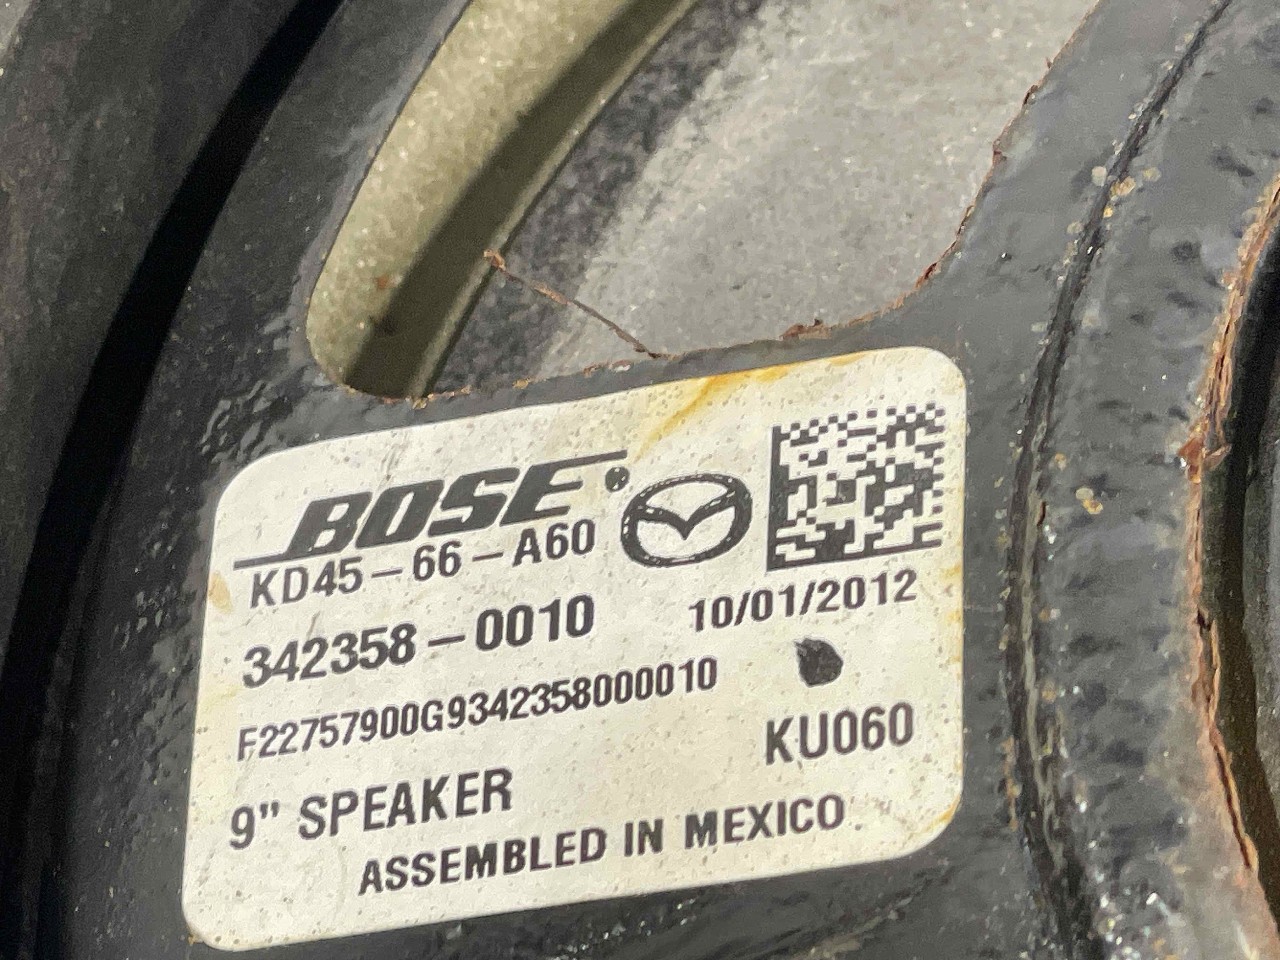 BOSE
KD45-66-A60
342358-0010
10/01/2012
F22757900G9342358000010
KU060
9" SPEAKER
ASSEMBLED IN MEXICO